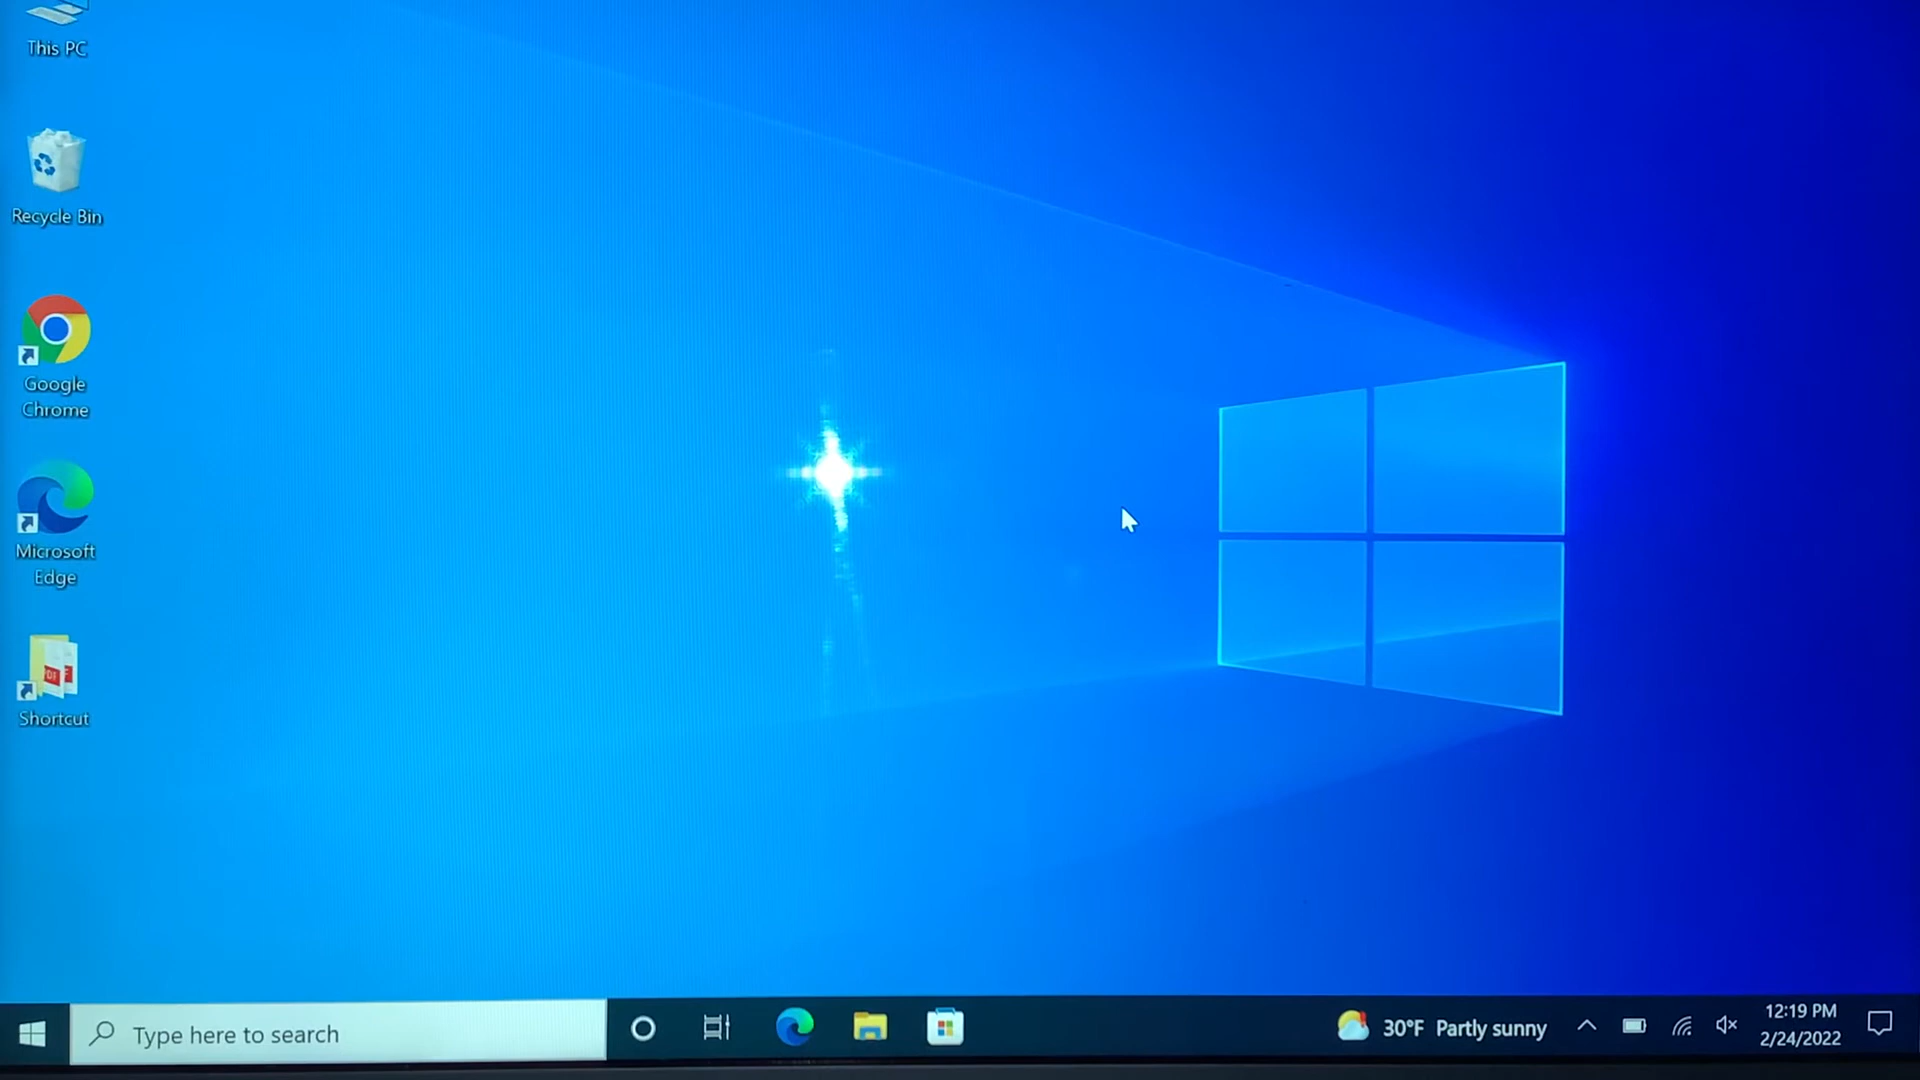 This PC
Recycle Bin
Google
Chrome
Microsoft
Edge
PDF
Shortcut
Type here to search
30°F Partly sunny
12:19 PM
2/24/2022